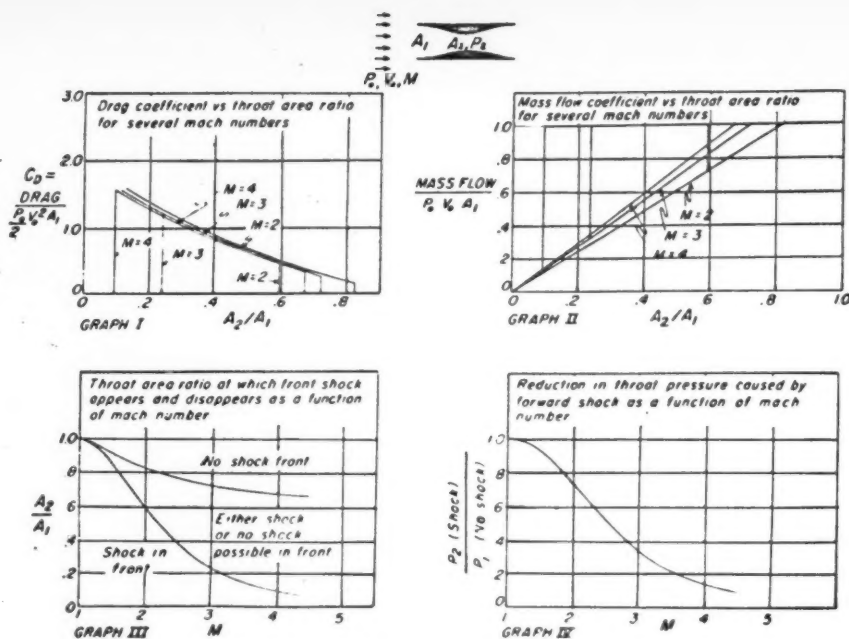 A₁ A₂, P₂
P₀, V₀, M
Drag coefficient vs throat area ratio
for several mach numbers
3.0
2.0
1.0
0
C_D =
DRAG
P₀/2 V₀² A₁
M=4
M=3
M=2
M=4
M=3
M=2
0 .2 .4 .6 .8 1.0
GRAPH I A₂/A₁
Mass flow coefficient vs throat area ratio
for several mach numbers
1.0
.8
.6
.4
.2
0
MASS FLOW
P₀ V₀ A₁
M=2
M=3
M=4
0 .2 .4 .6 .8 1.0
GRAPH II A₂/A₁
Throat area ratio at which front shock
appears and disappears as a function
of mach number
1.0
.8
.6
.4
.2
0
A₂
A₁
No shock front
Either shock
or no shock
possible in front
Shock in
front
1 2 3 4 5
GRAPH III M
Reduction in throat pressure caused by
forward shock as a function of mach
number
1.0
.8
.6
.4
.2
0
P₂ (Shock)
P₁ (No shock)
1 2 3 4 5
GRAPH IV M